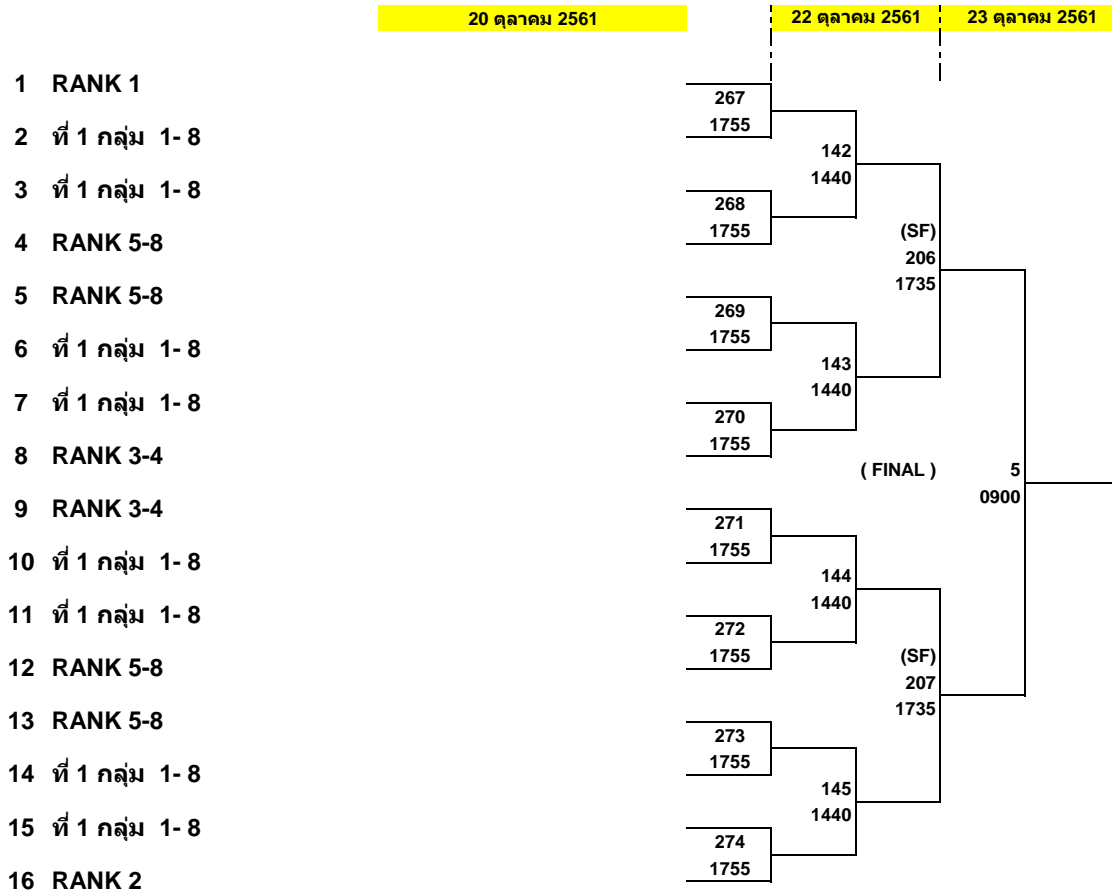 20 ตุลาคม 2561 22 ตุลาคม 2561 23 ตุลาคม 2561
1 RANK 1
267
1755
2 ที่ 1 กลุ่ม 1- 8
142
1440
3 ที่ 1 กลุ่ม 1- 8
268
1755
4 RANK 5-8
(SF)
206
1735
5 RANK 5-8
269
1755
6 ที่ 1 กลุ่ม 1- 8
143
1440
7 ที่ 1 กลุ่ม 1- 8
270
1755
8 RANK 3-4
( FINAL ) 5
0900
9 RANK 3-4
271
1755
10 ที่ 1 กลุ่ม 1- 8
144
1440
11 ที่ 1 กลุ่ม 1- 8
272
1755
12 RANK 5-8
(SF)
207
1735
13 RANK 5-8
273
1755
14 ที่ 1 กลุ่ม 1- 8
145
1440
15 ที่ 1 กลุ่ม 1- 8
274
1755
16 RANK 2